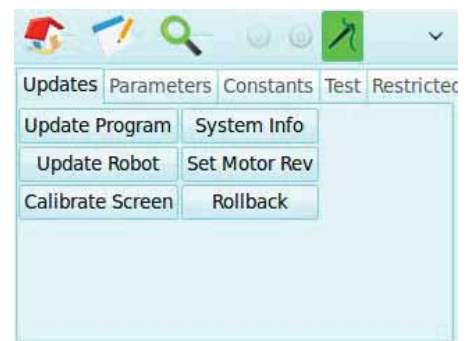 Updates Parameters Constants Test Restricted
Update Program System Info
Update Robot Set Motor Rev
Calibrate Screen Rollback